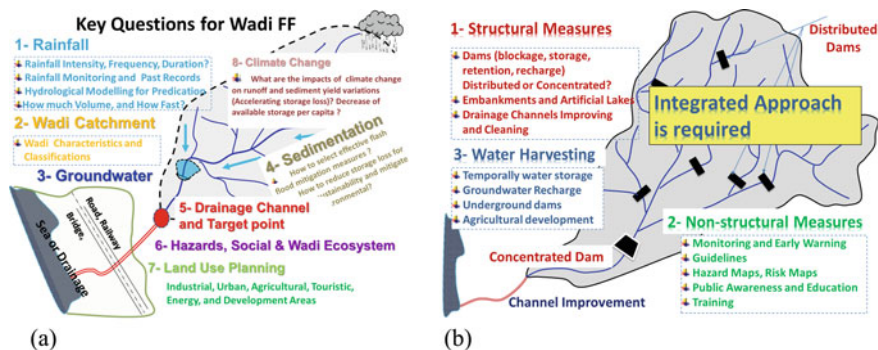 Key Questions for Wadi FF
1- Rainfall
Rainfall Intensity, Frequency, Duration?
Rainfall Monitoring and Past Records
Hydrological Modelling for Predication
How much Volume, and How Fast?
2- Wadi Catchment
Wadi Characteristics and
Classifications
3- Groundwater
8- Climate Change
What are the impacts of climate change
on runoff and sediment yield variations
(Accelerating storage loss)? Decrease of
available storage per capita ?
4- Sedimentation
How to select effective flash
flood mitigation measures ?
How to reduce storage loss for
sustainability and mitigate
5- Drainage Channel
and Target point
6- Hazards, Social & Wadi Ecosystem
7- Land Use Planning
Industrial, Urban, Agricultural, Touristic,
Energy, and Development Areas
Road, Railway
Bridge,
Sea or Drainage
(a)
1- Structural Measures
Dams (blockage, storage,
retention, recharge)
Distributed or Concentrated?
Embankments and Artificial Lakes
Drainage Channels Improving
and Cleaning
Distributed
Dams
Integrated Approach
is required
3- Water Harvesting
Temporally water storage
Groundwater Recharge
Underground dams
Agricultural development
2- Non-structural Measures
Monitoring and Early Warning
Guidelines
Hazard Maps, Risk Maps
Public Awareness and Education
Training
Concentrated Dam
Channel Improvement
(b)